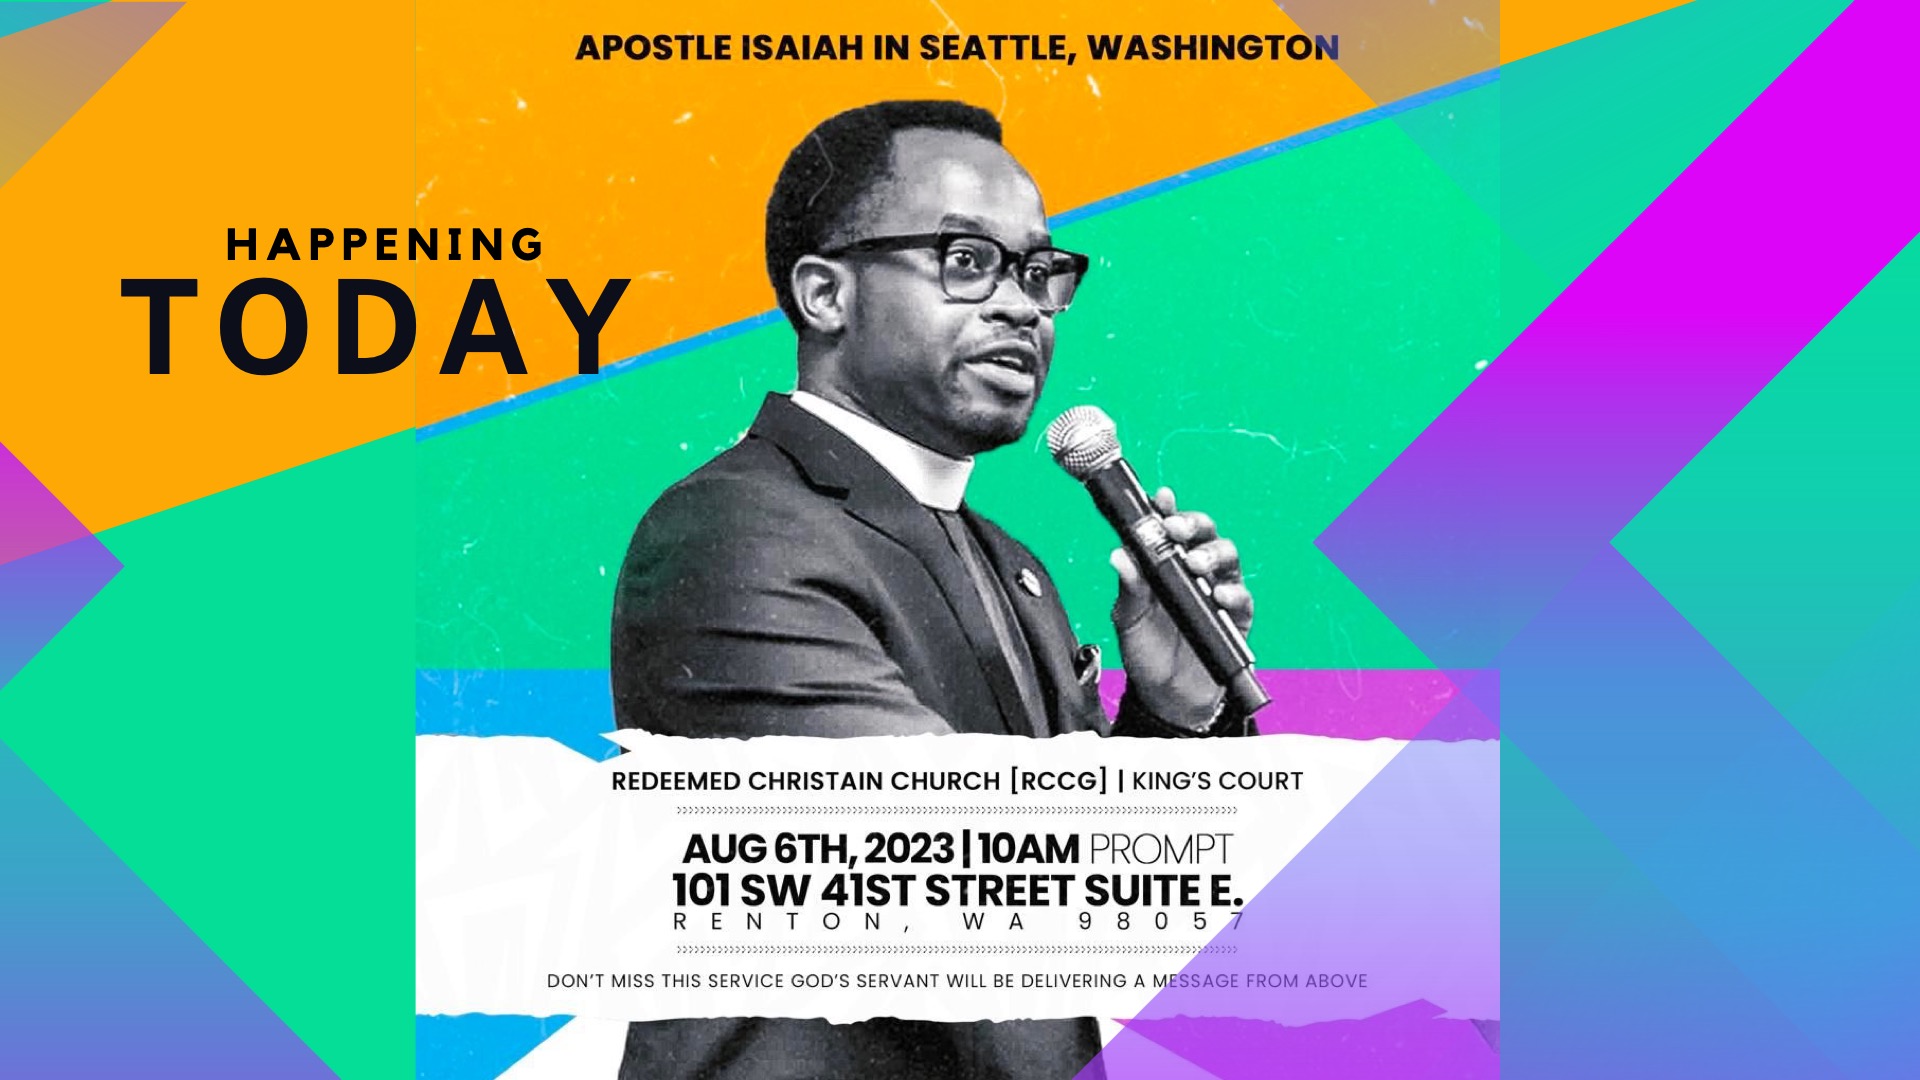 APOSTLE ISAIAH IN SEATTLE, WASHINGTON
HAPPENING
TODAY
REDEEMED CHRISTAIN CHURCH [RCCG] | KING'S COURT
AUG 6TH, 2023 | 10AM PROMPT
101 SW 41ST STREET SUITE E.
RENTON, WA 98057
DON'T MISS THIS SERVICE GOD'S SERVANT WILL BE DELIVERING A MESSAGE FROM ABOVE